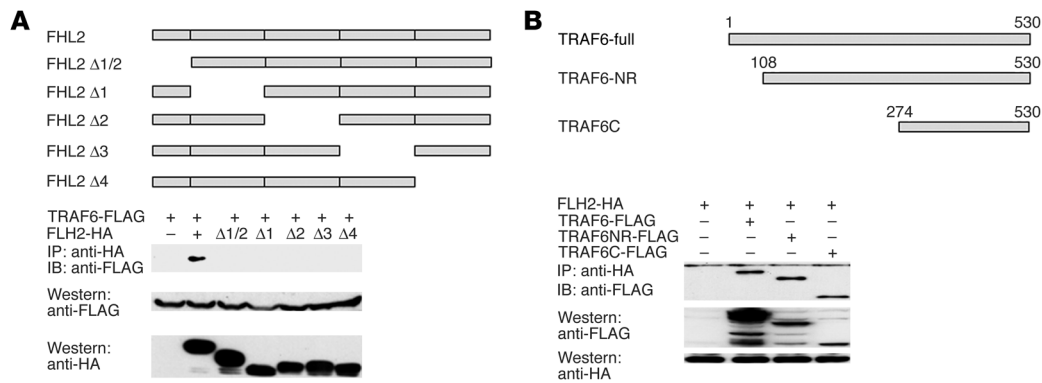 A
FHL2
FHL2 Δ1/2
FHL2 Δ1
FHL2 Δ2
FHL2 Δ3
FHL2 Δ4
TRAF6-FLAG + + + + + + +
FLH2-HA – + Δ1/2 Δ1 Δ2 Δ3 Δ4
IP: anti-HA
IB: anti-FLAG
Western:
anti-FLAG
Western:
anti-HA
B
1 530
TRAF6-full
108 530
TRAF6-NR
274 530
TRAF6C
FLH2-HA + + + +
TRAF6-FLAG – + – –
TRAF6NR-FLAG – – + –
TRAF6C-FLAG – – – +
IP: anti-HA
IB: anti-FLAG
Western:
anti-FLAG
Western:
anti-HA